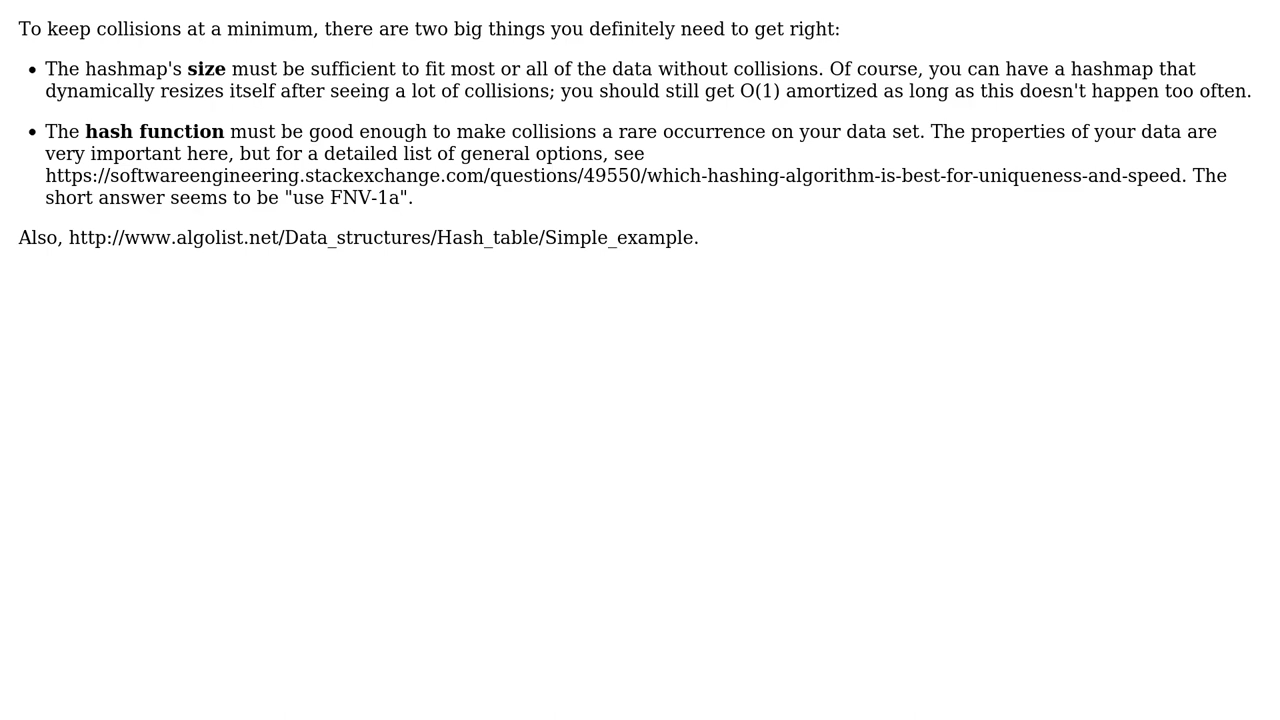 To keep collisions at a minimum, there are two big things you definitely need to get right:
• The hashmap's size must be sufficient to fit most or all of the data without collisions. Of course, you can have a hashmap that
dynamically resizes itself after seeing a lot of collisions; you should still get O(1) amortized as long as this doesn't happen too often.
• The hash function must be good enough to make collisions a rare occurrence on your data set. The properties of your data are
very important here, but for a detailed list of general options, see
https://softwareengineering.stackexchange.com/questions/49550/which-hashing-algorithm-is-best-for-uniqueness-and-speed. The
short answer seems to be "use FNV-1a".
Also, http://www.algolist.net/Data_structures/Hash_table/Simple_example.